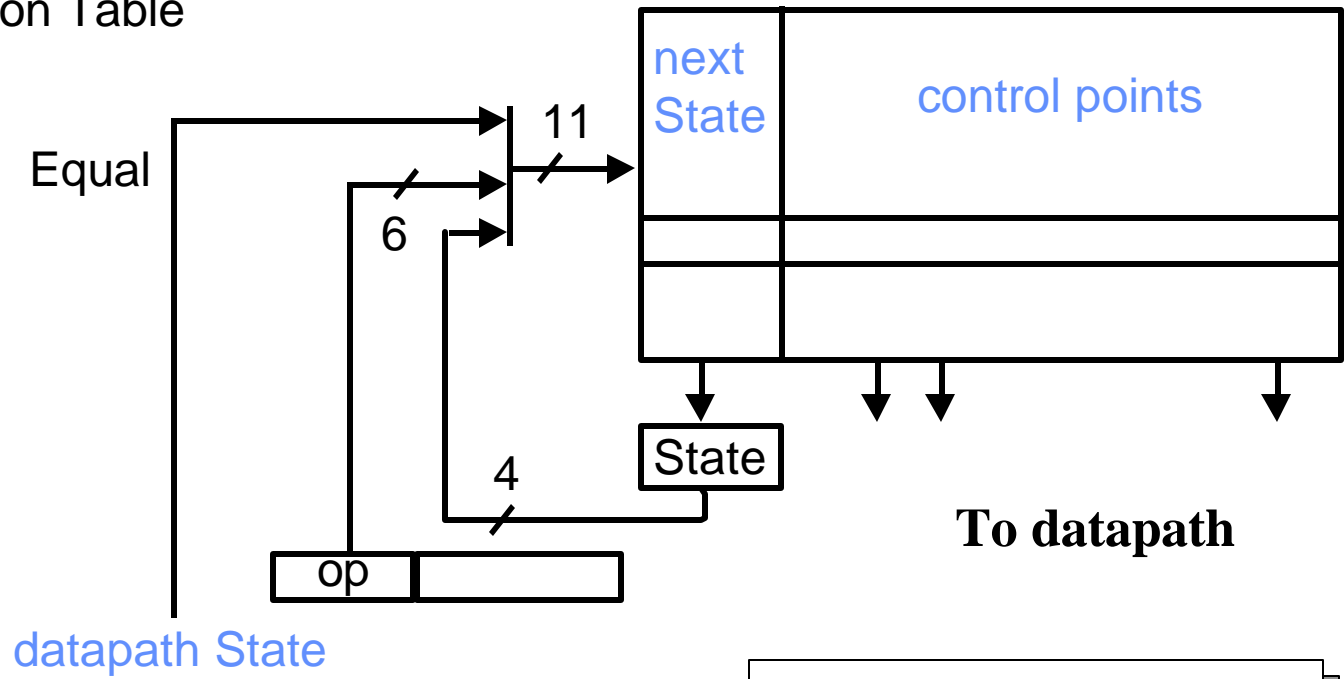 on Table
next
State
control points
11
Equal
6
State
4
To datapath
op
datapath State